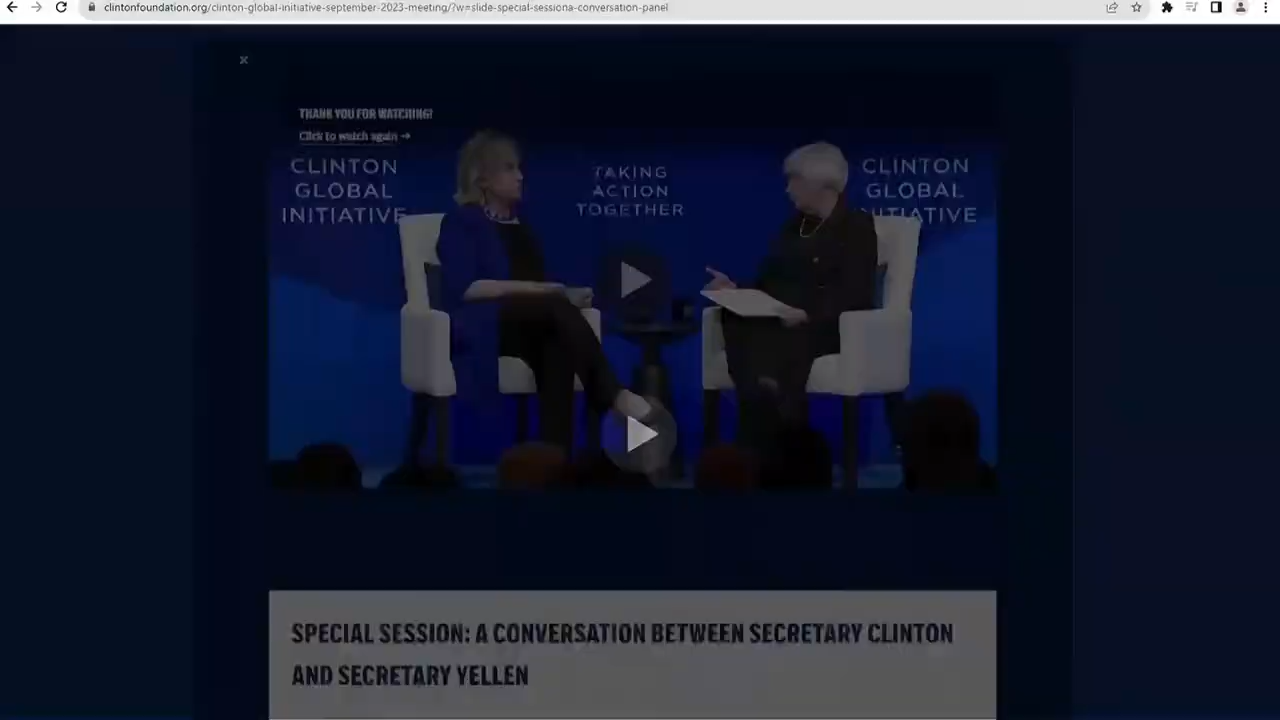 clintonfoundation.org/clinton-global-initiative-september-2023-meeting/?w=slide-special-sessiona-conversation-panel
THANK YOU FOR WATCHING!
Click to watch again →
CLINTON
GLOBAL
INITIATIVE
TAKING
ACTION
TOGETHER
CLINTON
GLOBAL
INITIATIVE
SPECIAL SESSION: A CONVERSATION BETWEEN SECRETARY CLINTON
AND SECRETARY YELLEN